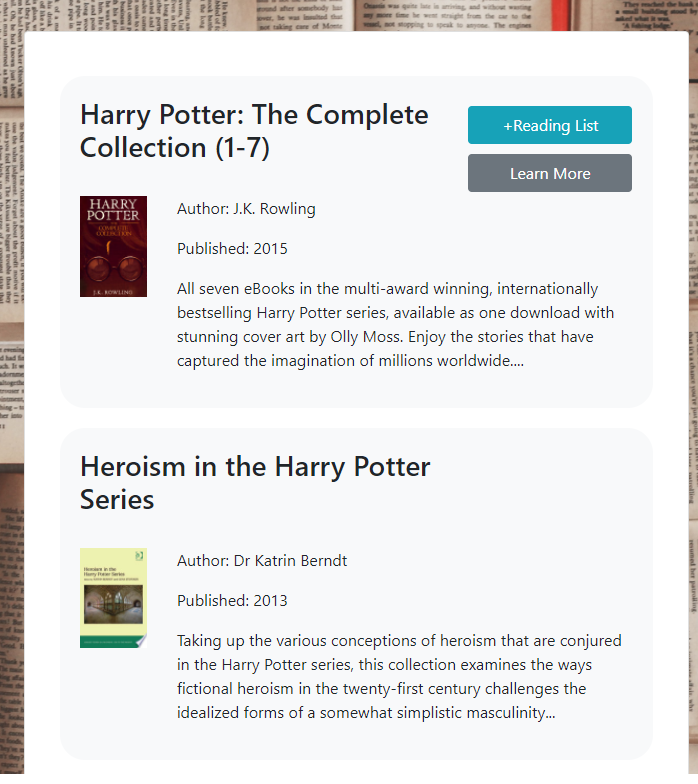 Harry Potter: The Complete
Collection (1-7)
+Reading List
Learn More
HARRY
POTTER
COMPLETE
COLLECTION
J.K. ROWLING
Author: J.K. Rowling
Published: 2015
All seven eBooks in the multi-award winning, internationally
bestselling Harry Potter series, available as one download with
stunning cover art by Olly Moss. Enjoy the stories that have
captured the imagination of millions worldwide....
Heroism in the Harry Potter
Series
Heroism in the
Harry Potter Series
Author: Dr Katrin Berndt
Published: 2013
Taking up the various conceptions of heroism that are conjured
in the Harry Potter series, this collection examines the ways
fictional heroism in the twenty-first century challenges the
idealized forms of a somewhat simplistic masculinity...